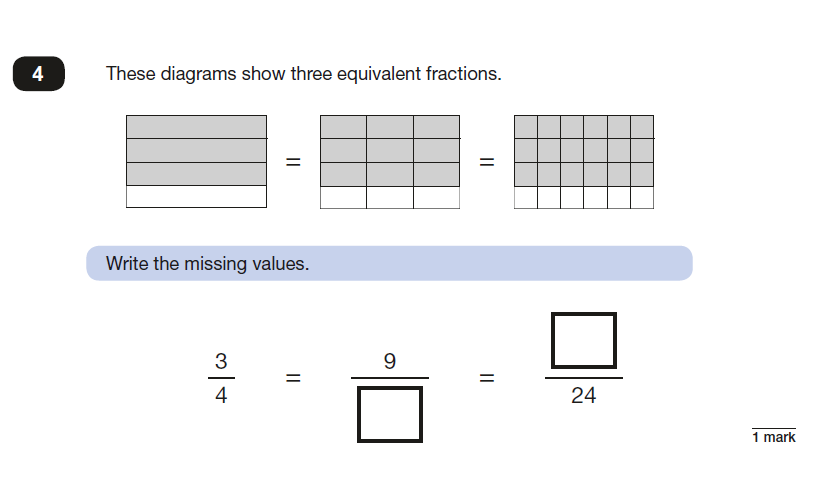 4
These diagrams show three equivalent fractions.
= =
Write the missing values.
3/4 = 9/ = /24
1 mark